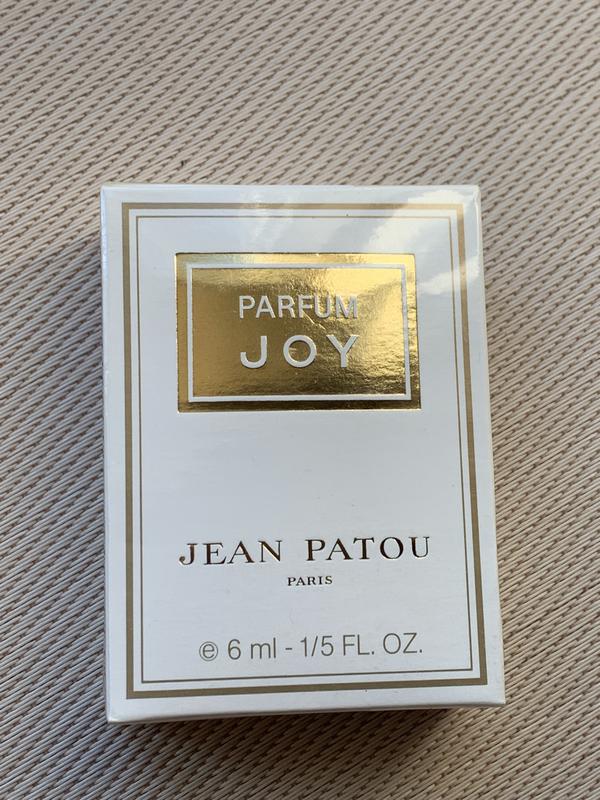 PARFUM
JOY
JEAN PATOU
PARIS
℮ 6 ml - 1/5 FL. OZ.